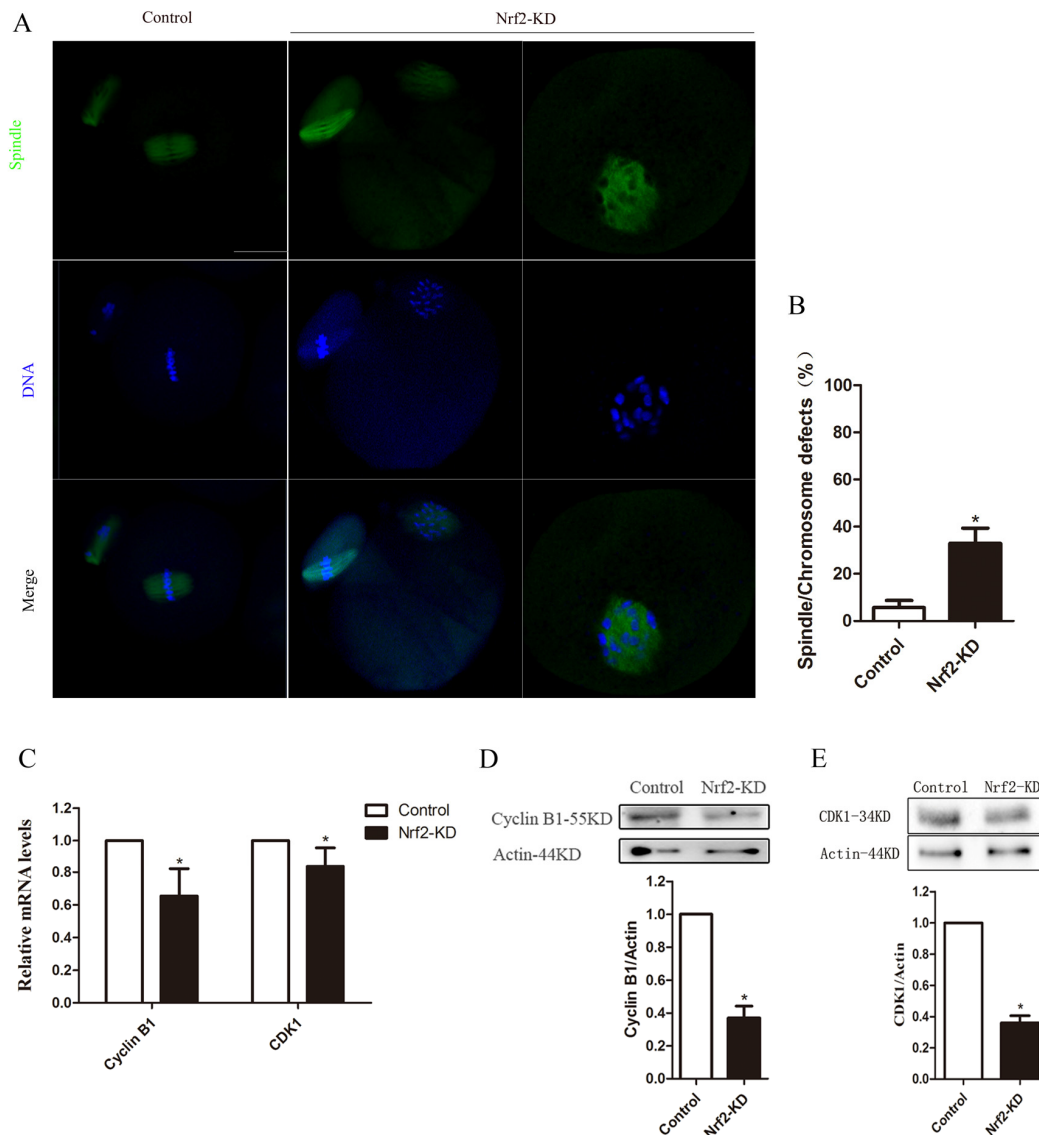 A
Control
Nrf2-KD
Spindle
DNA
Merge
B
Spindle/Chromosome defects (%)
100
80
60
40
20
0
*
Control
Nrf2-KD
C
Relative mRNA levels
1.2
1.0
0.8
0.6
0.4
0.2
0.0
*
*
Control
Nrf2-KD
Cyclin B1
CDK1
D
Control Nrf2-KD
Cyclin B1-55KD
Actin-44KD
Cyclin B1/Actin
1.2
1.0
0.8
0.6
0.4
0.2
0.0
*
Control
Nrf2-KD
E
Control Nrf2-KD
CDK1-34KD
Actin-44KD
CDK1/Actin
1.2
1.0
0.8
0.6
0.4
0.2
0.0
*
Control
Nrf2-KD